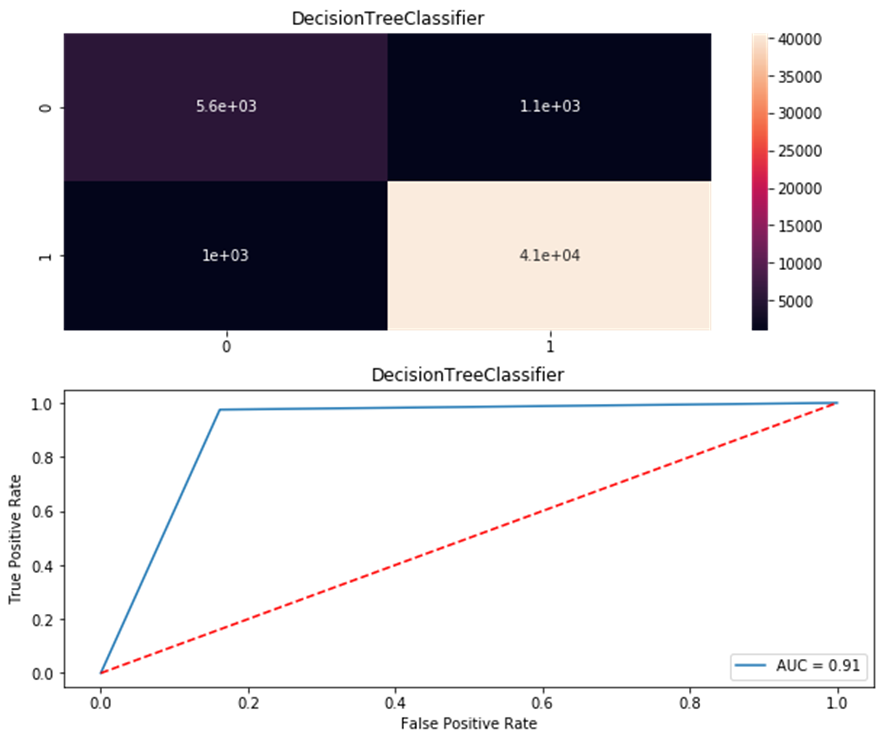 DecisionTreeClassifier
0
5.6e+03
1.1e+03
1
1e+03
4.1e+04
0
1
40000
35000
30000
25000
20000
15000
10000
5000
DecisionTreeClassifier
True Positive Rate
1.0
0.8
0.6
0.4
0.2
0.0
AUC = 0.91
0.0
0.2
0.4
0.6
0.8
1.0
False Positive Rate